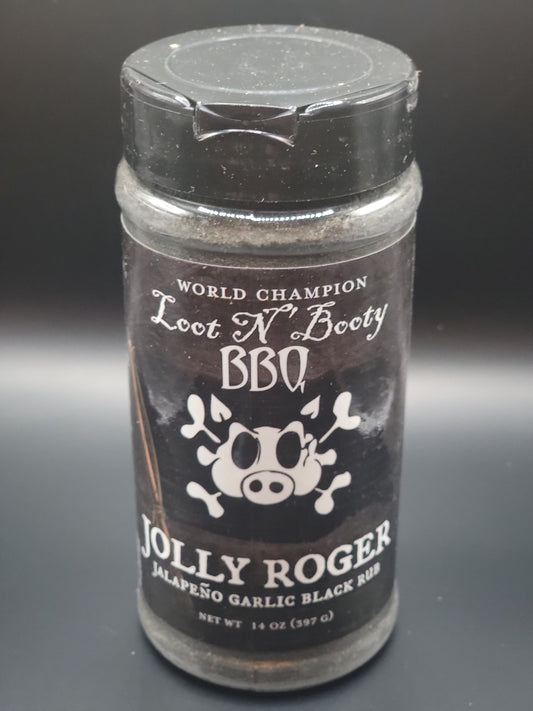 WORLD CHAMPION
Loot N' Booty
BBQ
JOLLY ROGER
JALAPEÑO GARLIC BLACK RUB
NET WT 14 OZ (397 G)